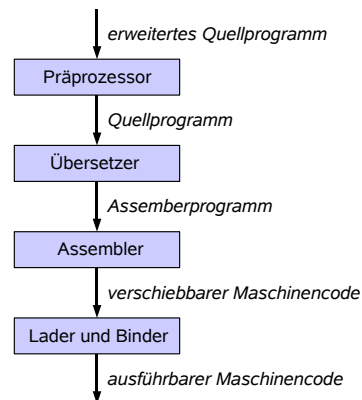 erweitertes Quellprogramm
Präprozessor
Quellprogramm
Übersetzer
Assemberprogramm
Assembler
verschiebbarer Maschinencode
Lader und Binder
ausführbarer Maschinencode